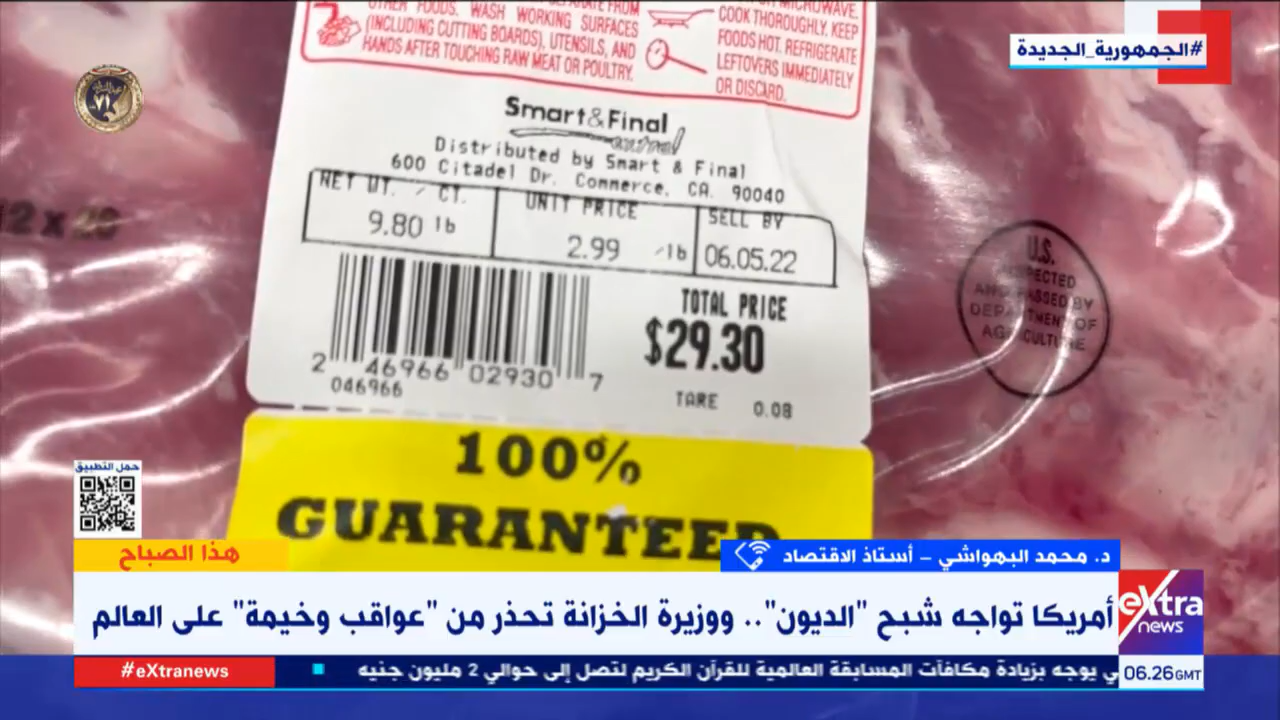 OTHER FOODS. WASH WORKING SURFACES
(INCLUDING CUTTING BOARDS), UTENSILS, AND
HANDS AFTER TOUCHING RAW MEAT OR POULTRY.
MICROWAVE.
COOK THOROUGHLY. KEEP
FOODS HOT. REFRIGERATE
LEFTOVERS IMMEDIATELY
OR DISCARD.
#الجمهورية_الجديدة
Smart&Final
Distributed by Smart & Final
600 Citadel Dr. Commerce, CA. 90040
NET WT. / CT.
9.80 lb
UNIT PRICE
2.99 /lb
SELL BY
06.05.22
TOTAL PRICE
$29.30
TARE 0.08
2 46966 02930 7
046966
U.S.
INSPECTED
AND PASSED BY
DEPARTMENT OF
AGRICULTURE
100%
GUARANTEED
حمل التطبيق
هذا الصباح
د. محمد البهواشي – أستاذ الاقتصاد
أمريكا تواجه شبح "الديون".. ووزيرة الخزانة تحذر من "عواقب وخيمة" على العالم
eXtra
news
#eXtranews
ي يوجه بزيادة مكافآت المسابقة العالمية للقرآن الكريم لتصل إلى حوالي 2 مليون جنيه
06.26 GMT